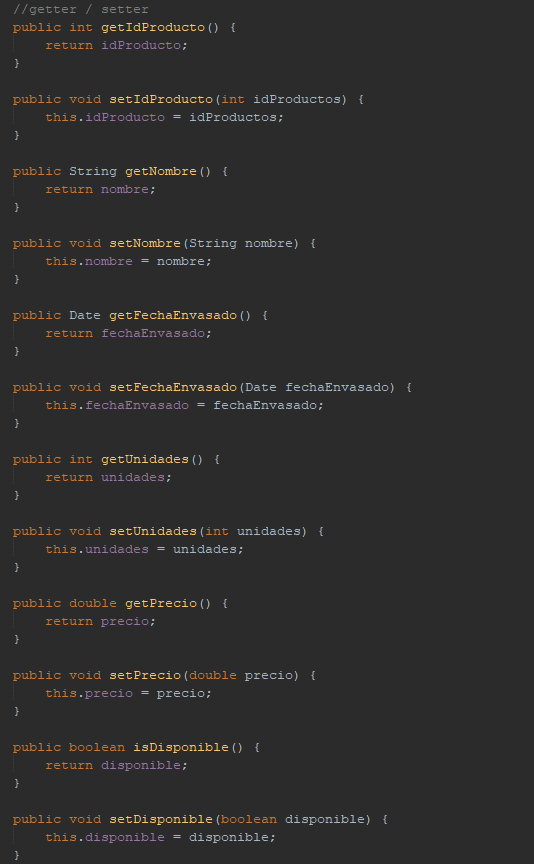 //getter / setter
public int getIdProducto() {
    return idProducto;
}
public void setIdProducto(int idProductos) {
    this.idProducto = idProductos;
}
public String getNombre() {
    return nombre;
}
public void setNombre(String nombre) {
    this.nombre = nombre;
}
public Date getFechaEnvasado() {
    return fechaEnvasado;
}
public void setFechaEnvasado(Date fechaEnvasado) {
    this.fechaEnvasado = fechaEnvasado;
}
public int getUnidades() {
    return unidades;
}
public void setUnidades(int unidades) {
    this.unidades = unidades;
}
public double getPrecio() {
    return precio;
}
public void setPrecio(double precio) {
    this.precio = precio;
}
public boolean isDisponible() {
    return disponible;
}
public void setDisponible(boolean disponible) {
    this.disponible = disponible;
}